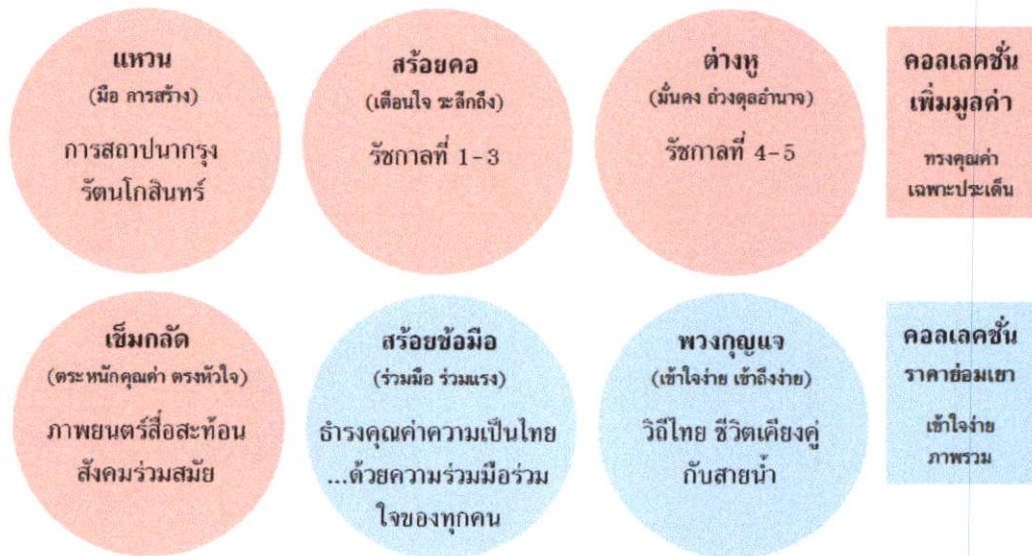 แหวน
(มือ การสร้าง)
การสถาปนากรุง
รัตนโกสินทร์
สร้อยคอ
(เตือนใจ ระลึกถึง)
รัชกาลที่ 1-3
ต่างหู
(มั่นคง ถ่วงดุลอำนาจ)
รัชกาลที่ 4-5
คอลเลคชั่น
เพิ่มมูลค่า
ทรงคุณค่า
เฉพาะประเด็น
เข็มกลัด
(ตระหนักคุณค่า ตรงหัวใจ)
ภาพยนตร์สื่อสะท้อน
สังคมร่วมสมัย
สร้อยข้อมือ
(ร่วมมือ ร่วมแรง)
ธำรงคุณค่าความเป็นไทย
...ด้วยความร่วมมือร่วม
ใจของทุกคน
พวงกุญแจ
(เข้าใจง่าย เข้าถึงง่าย)
วิถีไทย ชีวิตเคียงคู่
กับสายน้ำ
คอลเลคชั่น
ราคาย่อมเยา
เข้าใจง่าย
ภาพรวม